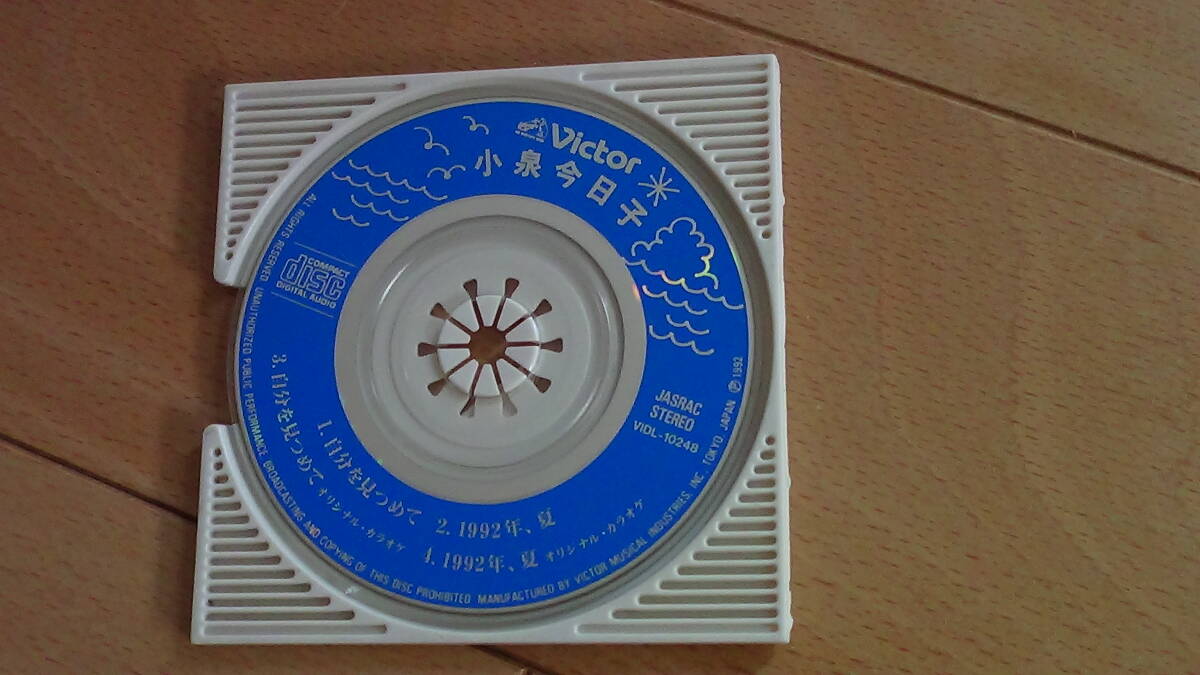 Victor
小泉今日子
COMPACT
disc
DIGITAL AUDIO
JASRAC
STEREO
VIDL-10248
1.自分を見つめて
2.1992年、夏
3.自分を見つめて オリジナル・カラオケ
4.1992年、夏 オリジナル・カラオケ
ALL RIGHTS RESERVED UNAUTHORIZED PUBLIC PERFORMANCE BROADCASTING AND COPYING OF THIS DISC PROHIBITED MANUFACTURED BY VICTOR MUSICAL INDUSTRIES, INC. TOKYO JAPAN Ⓟ1992